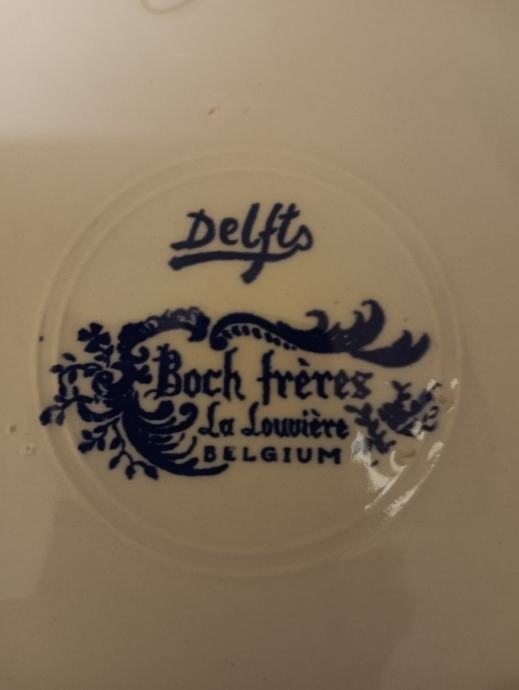 Delfts
Boch frères
La Louvière
BELGIUM